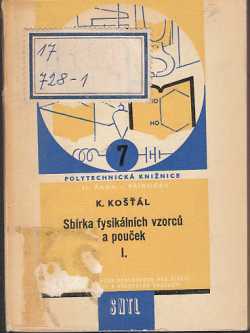 17
728-1
HO
HO
7
POLYTECHNICKÁ KNIŽNICE
II. ŘADA - PŘÍRUČKY
K. KOŠŤÁL
Sbírka fysikálních vzorců
a pouček
I.
SNTL